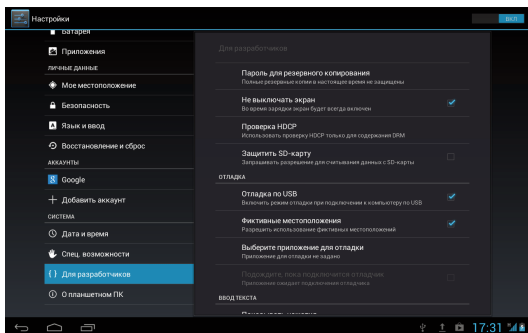 Настройки
ВКЛ
Батарея
Приложения
ЛИЧНЫЕ ДАННЫЕ
Мое местоположение
Безопасность
Язык и ввод
Восстановление и сброс
АККАУНТЫ
Google
Добавить аккаунт
СИСТЕМА
Дата и время
Спец. возможности
Для разработчиков
О планшетном ПК
Для разработчиков
Пароль для резервного копирования
Полные резервные копии в настоящее время не защищены
Не выключать экран
Во время зарядки экран будет всегда включен
Проверка HDCP
Использовать проверку HDCP только для содержания DRM
Защитить SD-карту
Запрашивать разрешение для считывания данных с SD-карты
ОТЛАДКА
Отладка по USB
Включить режим отладки при подключении к компьютеру по USB
Фиктивные местоположения
Разрешить использование фиктивных местоположений
Выберите приложение для отладки
Приложение для отладки не задано
Подождите, пока подключится отладчик
Приложение ожидает подключения отладчика
ВВОД ТЕКСТА
17:31